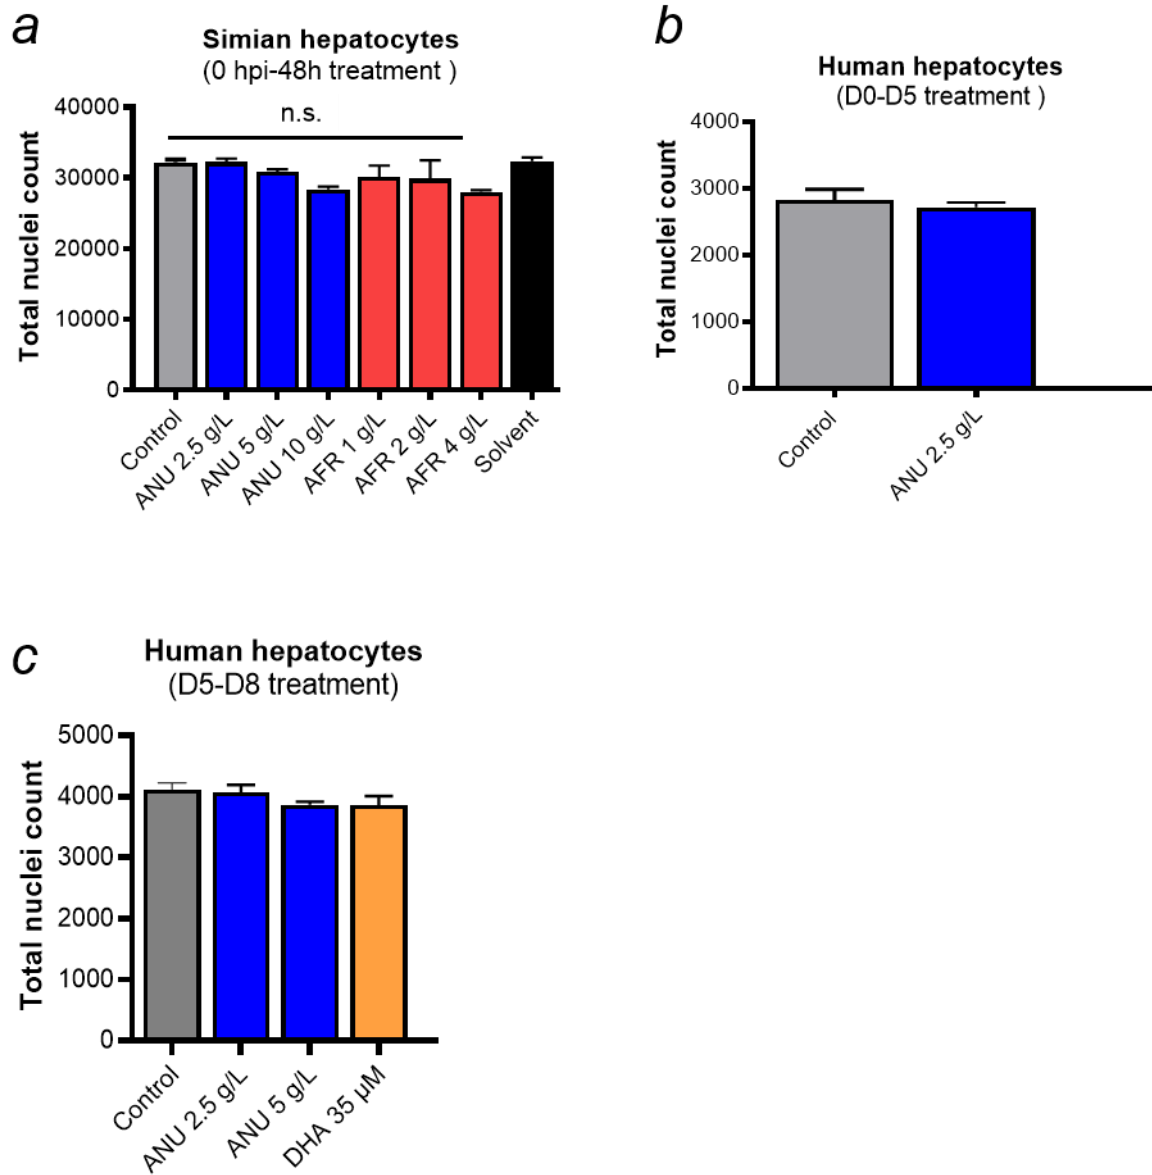 a
Simian hepatocytes
(0 hpi-48h treatment )
n.s.
Total nuclei count
40000
30000
20000
10000
0
Control
ANU 2.5 g/L
ANU 5 g/L
ANU 10 g/L
AFR 1 g/L
AFR 2 g/L
AFR 4 g/L
Solvent
b
Human hepatocytes
(D0-D5 treatment )
Total nuclei count
4000
3000
2000
1000
0
Control
ANU 2.5 g/L
c
Human hepatocytes
(D5-D8 treatment)
Total nuclei count
5000
4000
3000
2000
1000
0
Control
ANU 2.5 g/L
ANU 5 g/L
DHA 35 µM